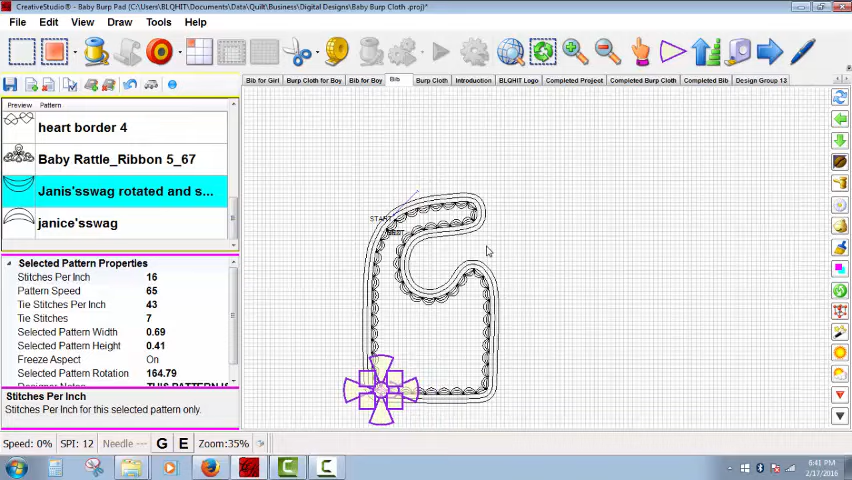 CreativeStudio® - Baby Burp Pad (C:\Users\BLQHIT\Documents\Data\Quilt\Business\Digital Designs\Baby Burp Cloth .proj)*
File Edit View Draw Tools Help
Bib for Girl Burp Cloth for Boy Bib for Boy Bib Burp Cloth Introduction BLQHIT Logo Completed Project Completed Burp Cloth Completed Bib Design Group 13
Preview Pattern
heart border 4
Baby Rattle_Ribbon 5_67
Janis'sswag rotated and s...
janice'sswag
Selected Pattern Properties
Stitches Per Inch 16
Pattern Speed 65
Tie Stitches Per Inch 43
Tie Stitches 7
Selected Pattern Width 0.69
Selected Pattern Height 0.41
Freeze Aspect On
Selected Pattern Rotation 164.79
Stitches Per Inch
Stitches Per Inch for this selected pattern only.
START
Speed: 0% SPI: 12 Needle --- G E Zoom:35%
6:41 PM
2/17/2016